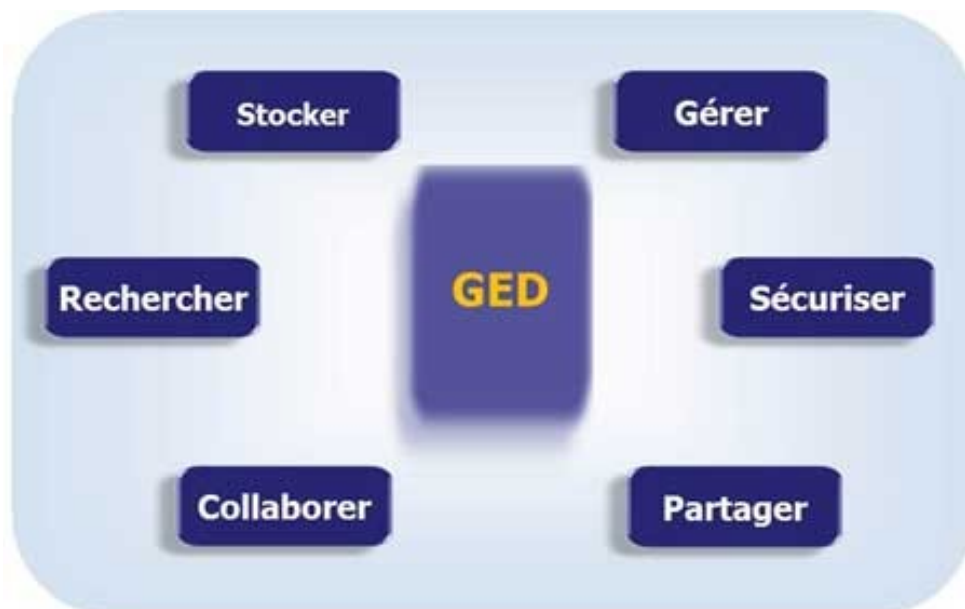 Stocker
Gérer
Rechercher
GED
Sécuriser
Collaborer
Partager